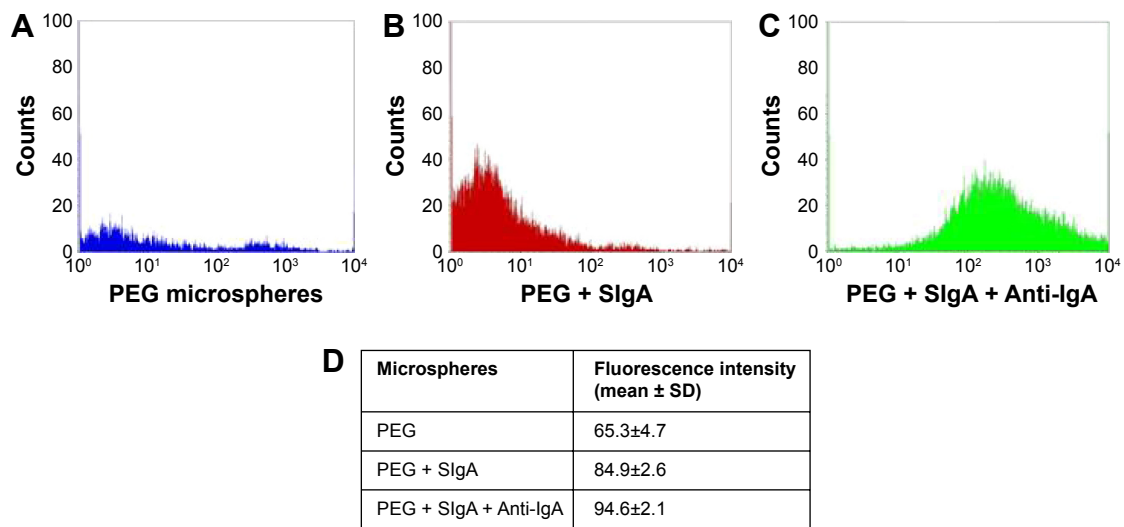 A
Counts
100
80
60
40
20
0
10⁰ 10¹ 10² 10³ 10⁴
PEG microspheres
B
Counts
100
80
60
40
20
0
10⁰ 10¹ 10² 10³ 10⁴
PEG + SIgA
C
Counts
100
80
60
40
20
0
10⁰ 10¹ 10² 10³ 10⁴
PEG + SIgA + Anti-IgA
D
Microspheres Fluorescence intensity
(mean ± SD)
PEG 65.3±4.7
PEG + SIgA 84.9±2.6
PEG + SIgA + Anti-IgA 94.6±2.1